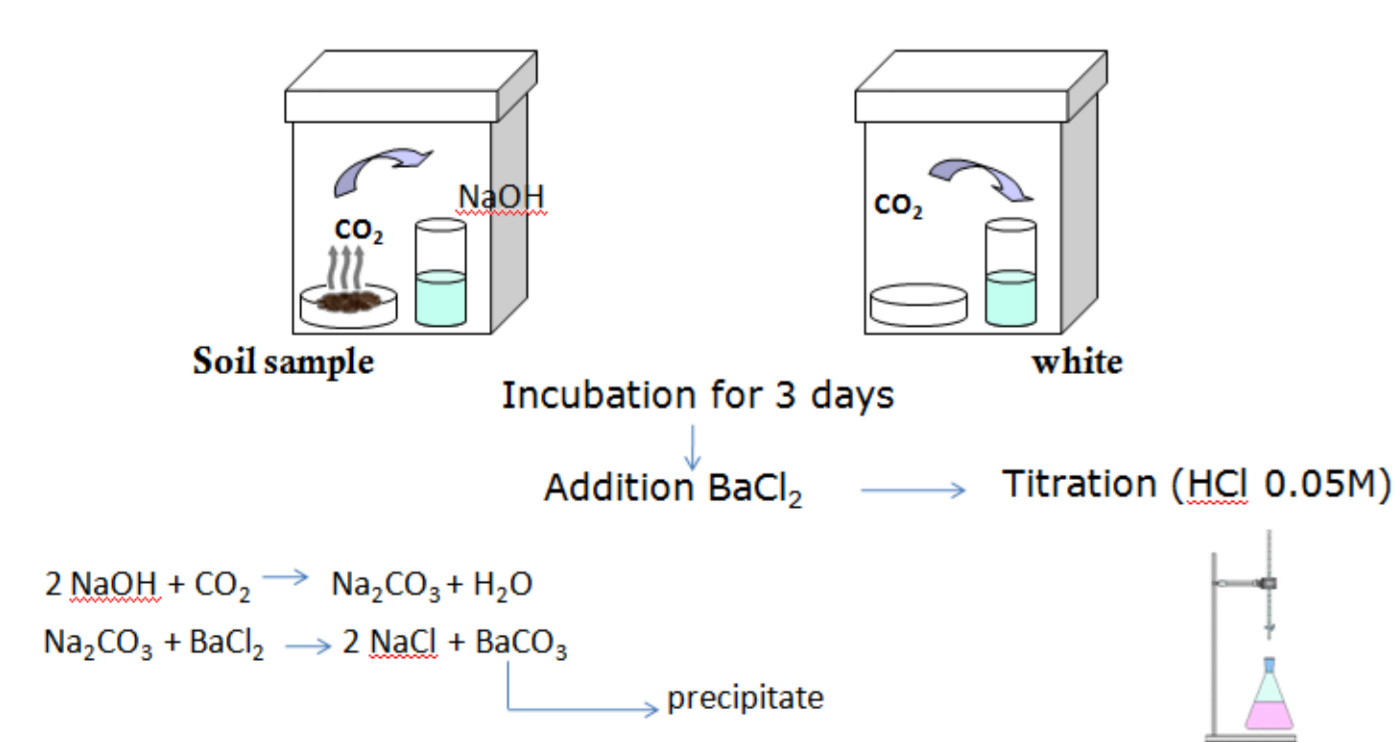 NaOH
CO₂
CO₂
Soil sample
white
Incubation for 3 days
Addition BaCl₂
Titration (HCl 0.05M)
2 NaOH + CO₂ → Na₂CO₃ + H₂O
Na₂CO₃ + BaCl₂ → 2 NaCl + BaCO₃
precipitate